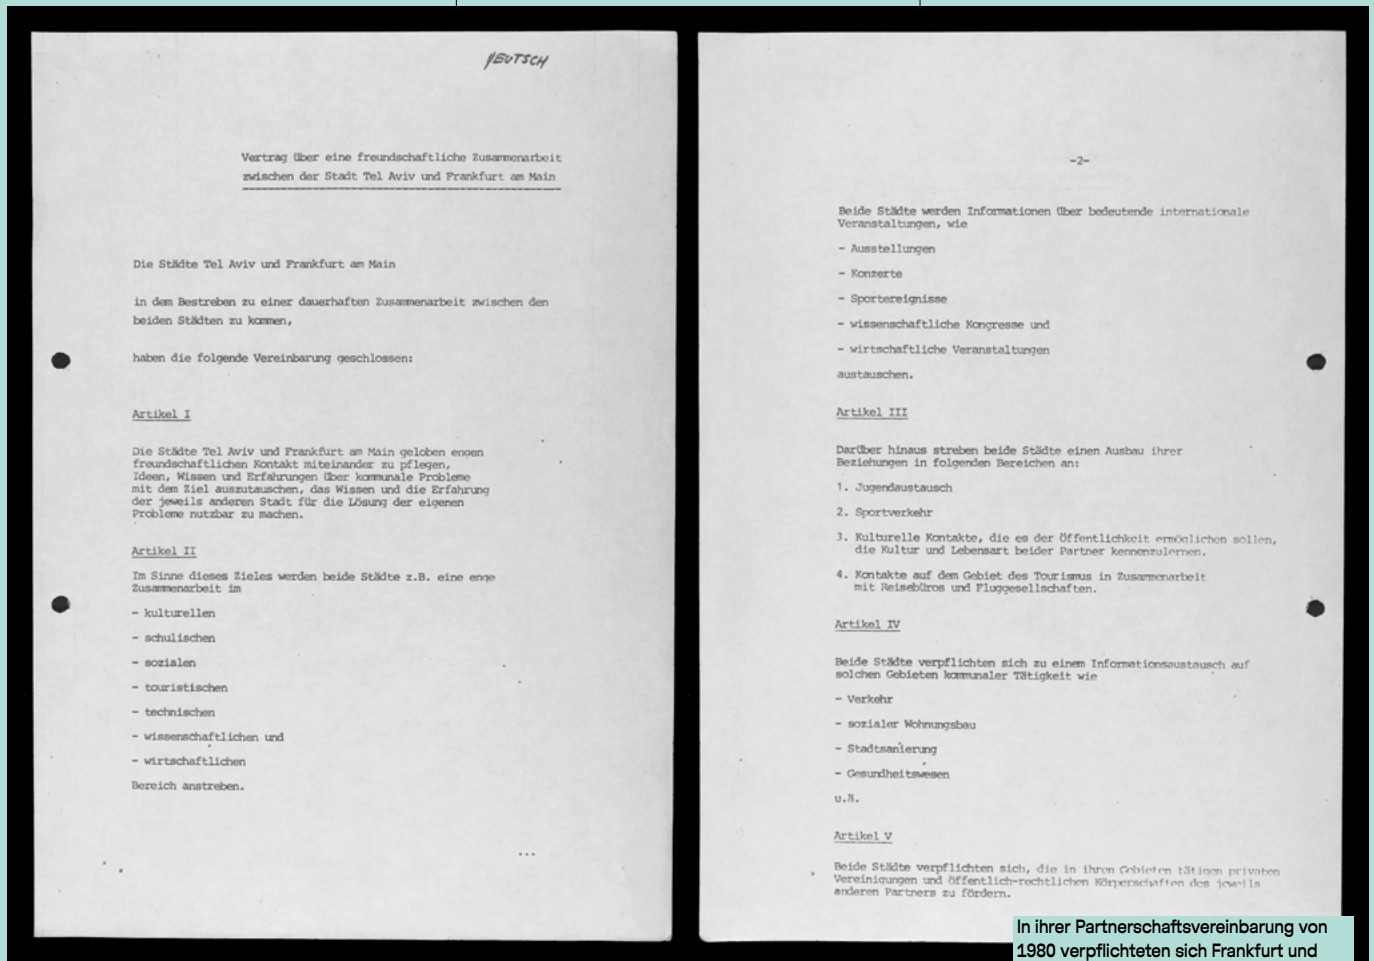 DEUTSCH
Vertrag über eine freundschaftliche Zusammenarbeit
zwischen der Stadt Tel Aviv und Frankfurt am Main
Die Städte Tel Aviv und Frankfurt am Main
in dem Bestreben zu einer dauerhaften Zusammenarbeit zwischen den
beiden Städten zu kommen,
haben die folgende Vereinbarung geschlossen:
Artikel I
Die Städte Tel Aviv und Frankfurt am Main geloben engen
freundschaftlichen Kontakt miteinander zu pflegen,
Ideen, Wissen und Erfahrungen über kommunale Probleme
mit dem Ziel auszutauschen, das Wissen und die Erfahrung
der jeweils anderen Stadt für die Lösung der eigenen
Probleme nutzbar zu machen.
Artikel II
Im Sinne dieses Zieles werden beide Städte z.B. eine enge
Zusammenarbeit im
- kulturellen
- schulischen
- sozialen
- touristischen
- technischen
- wissenschaftlichen und
- wirtschaftlichen
Bereich anstreben.
...
-2-
Beide Städte werden Informationen über bedeutende internationale
Veranstaltungen, wie
- Ausstellungen
- Konzerte
- Sportereignisse
- wissenschaftliche Kongresse und
- wirtschaftliche Veranstaltungen
austauschen.
Artikel III
Darüber hinaus streben beide Städte einen Ausbau ihrer
Beziehungen in folgenden Bereichen an:
1. Jugendaustausch
2. Sportverkehr
3. Kulturelle Kontakte, die es der Öffentlichkeit ermöglichen sollen,
die Kultur und Lebensart beider Partner kennenzulernen.
4. Kontakte auf dem Gebiet des Tourismus in Zusammenarbeit
mit Reisebüros und Fluggesellschaften.
Artikel IV
Beide Städte verpflichten sich zu einem Informationsaustausch auf
solchen Gebieten kommunaler Tätigkeit wie
- Verkehr
- sozialer Wohnungsbau
- Stadtsanierung
- Gesundheitswesen
u.ä.
Artikel V
Beide Städte verpflichten sich, die in ihren Gebieten tätigen privaten
Vereinigungen und öffentlich-rechtlichen Körperschaften des jeweils
anderen Partners zu fördern.
In ihrer Partnerschaftsvereinbarung von
1980 verpflichteten sich Frankfurt und